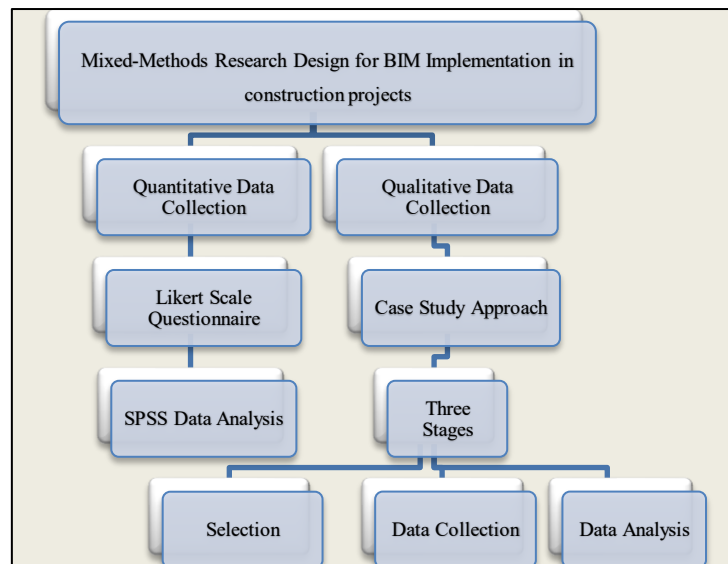 Mixed-Methods Research Design for BIM Implementation in
construction projects
Quantitative Data
Collection
Qualitative Data
Collection
Likert Scale
Questionnaire
Case Study Approach
SPSS Data Analysis
Three
Stages
Selection
Data Collection
Data Analysis